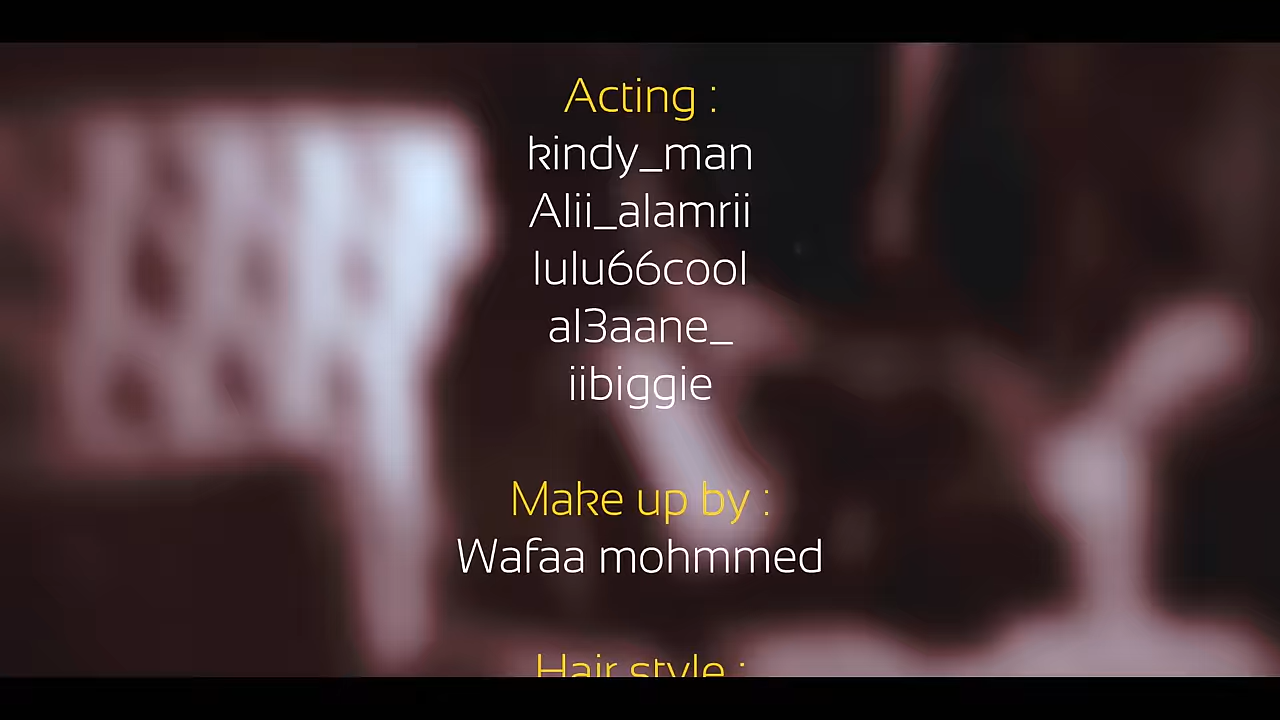 Acting :
kindy_man
Alii_alamrii
lulu66cool
al3aane_
iibiggie
Make up by :
Wafaa mohmmed
Hair style :